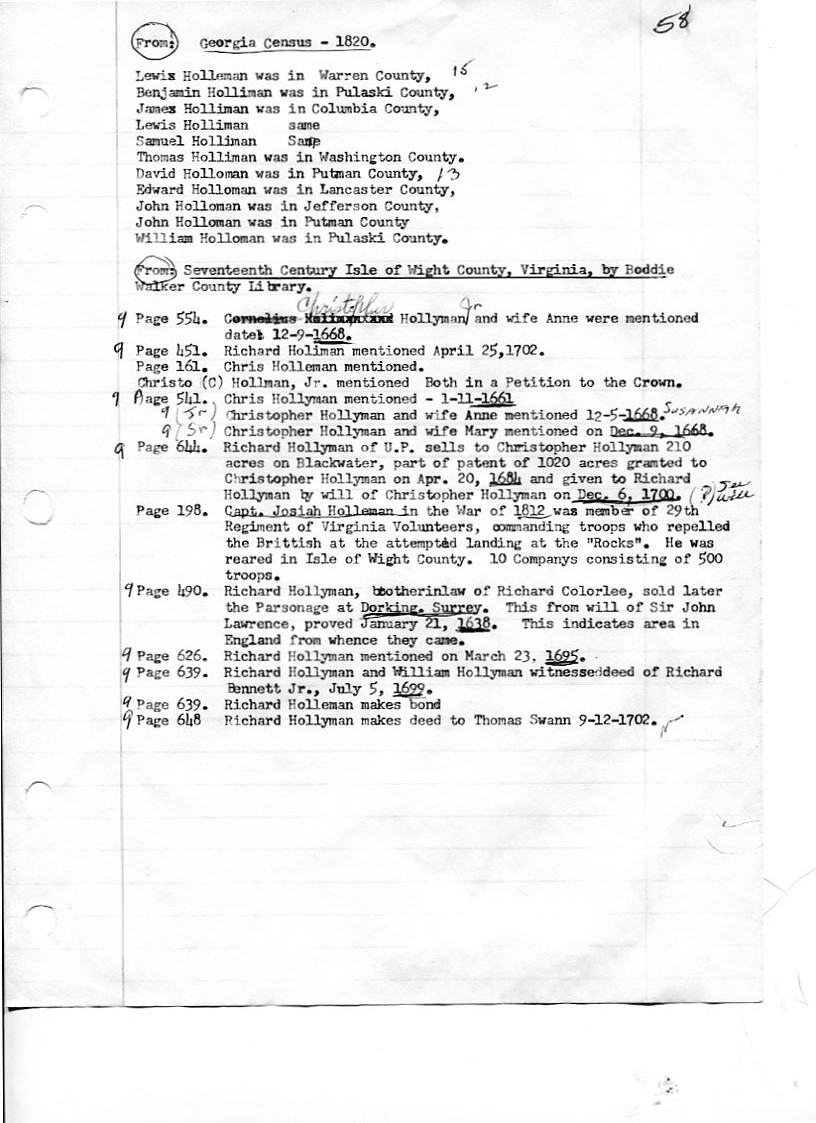 58
From: Georgia Census - 1820.
Lewis Holleman was in Warren County, 15
Benjamin Holliman was in Pulaski County, 12
James Holliman was in Columbia County,
Lewis Holliman same
Samuel Holliman Same
Thomas Holliman was in Washington County.
David Holloman was in Putman County, 13
Edward Holloman was in Lancaster County,
John Holloman was in Jefferson County,
John Holloman was in Putman County
William Holloman was in Pulaski County.
From: Seventeenth Century Isle of Wight County, Virginia, by Boddie
Walker County Library.
Christopher Jr
9 Page 554. Cornelius Holiman and Hollyman and wife Anne were mentioned
date: 12-9-1668.
9 Page 451. Richard Holiman mentioned April 25,1702.
Page 161. Chris Holleman mentioned.
Christo (C) Hollman, Jr. mentioned Both in a Petition to the Crown.
9 Page 541. Chris Hollyman mentioned - 1-11-1661
9 (Sr) Christopher Hollyman and wife Anne mentioned 12-5-1668. SUSANNAH
9 (Sr) Christopher Hollyman and wife Mary mentioned on Dec. 9, 1668.
9 Page 644. Richard Hollyman of U.P. sells to Christopher Hollyman 210
acres on Blackwater, part of patent of 1020 acres gramted to
Christopher Hollyman on Apr. 20, 1684 and given to Richard
Hollyman by will of Christopher Hollyman on Dec. 6, 1700. (?) See will
Page 198. Capt. Josiah Holleman in the War of 1812 was member of 29th
Regiment of Virginia Volunteers, commanding troops who repelled
the Brittish at the attempted landing at the "Rocks". He was
reared in Isle of Wight County. 10 Companys consisting of 500
troops.
9 Page 490. Richard Hollyman, brotherinlaw of Richard Colorlee, sold later
the Parsonage at Dorking. Surrey. This from will of Sir John
Lawrence, proved January 21, 1638. This indicates area in
England from whence they came.
9 Page 626. Richard Hollyman mentioned on March 23, 1695.
9 Page 639. Richard Hollyman and William Hollyman witnessed deed of Richard
Bennett Jr., July 5, 1699.
9 Page 639. Richard Holleman makes bond
9 Page 648 Richard Hollyman makes deed to Thomas Swann 9-12-1702.